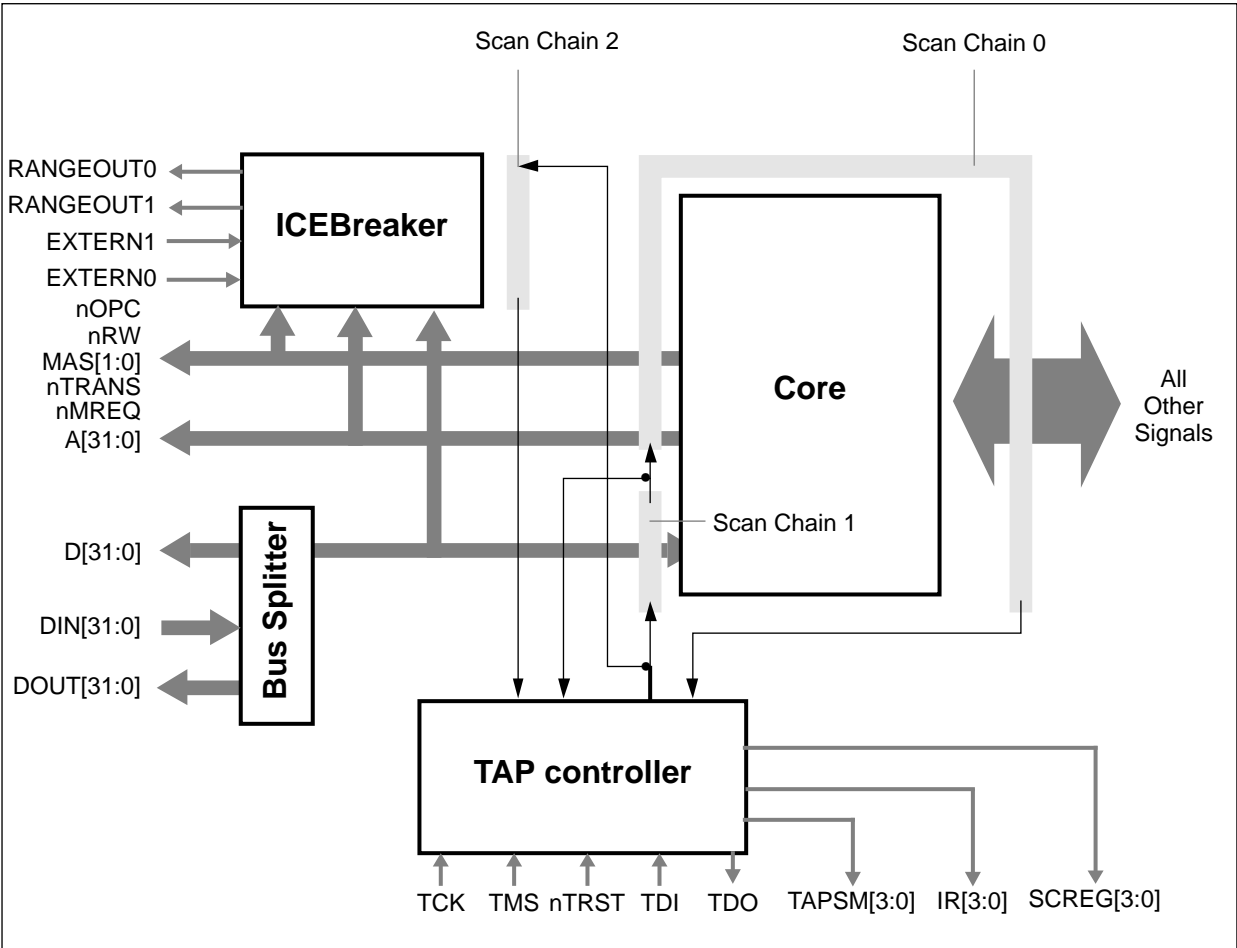 Scan Chain 2
Scan Chain 0
RANGEOUT0
RANGEOUT1
EXTERN1
EXTERN0
nOPC
nRW
MAS[1:0]
nTRANS
nMREQ
A[31:0]
ICEBreaker
Core
All
Other
Signals
Scan Chain 1
D[31:0]
DIN[31:0]
DOUT[31:0]
Bus Splitter
TAP controller
TCK
TMS
nTRST
TDI
TDO
TAPSM[3:0]
IR[3:0]
SCREG[3:0]